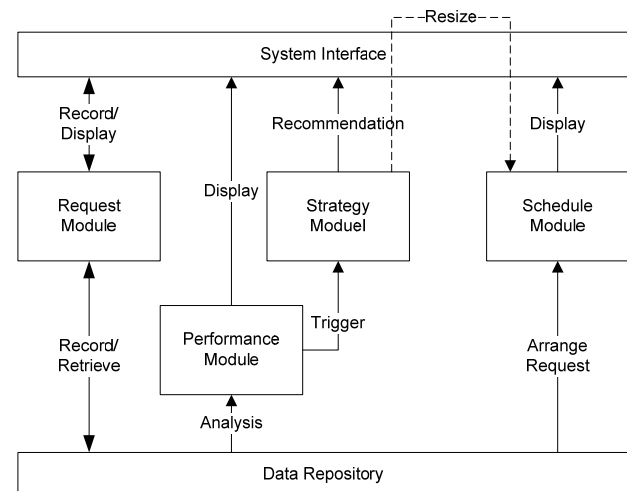 Resize
System Interface
Record/
Display
Recommendation
Display
Display
Request
Module
Strategy
Moduel
Schedule
Module
Performance
Module
Trigger
Record/
Retrieve
Arrange
Request
Analysis
Data Repository